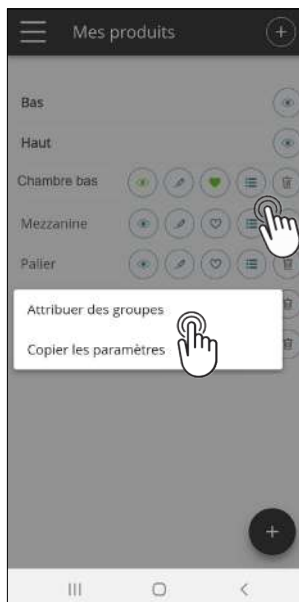 Mes produits
Bas
Haut
Chambre bas
Mezzanine
Palier
Attribuer des groupes
Copier les paramètres